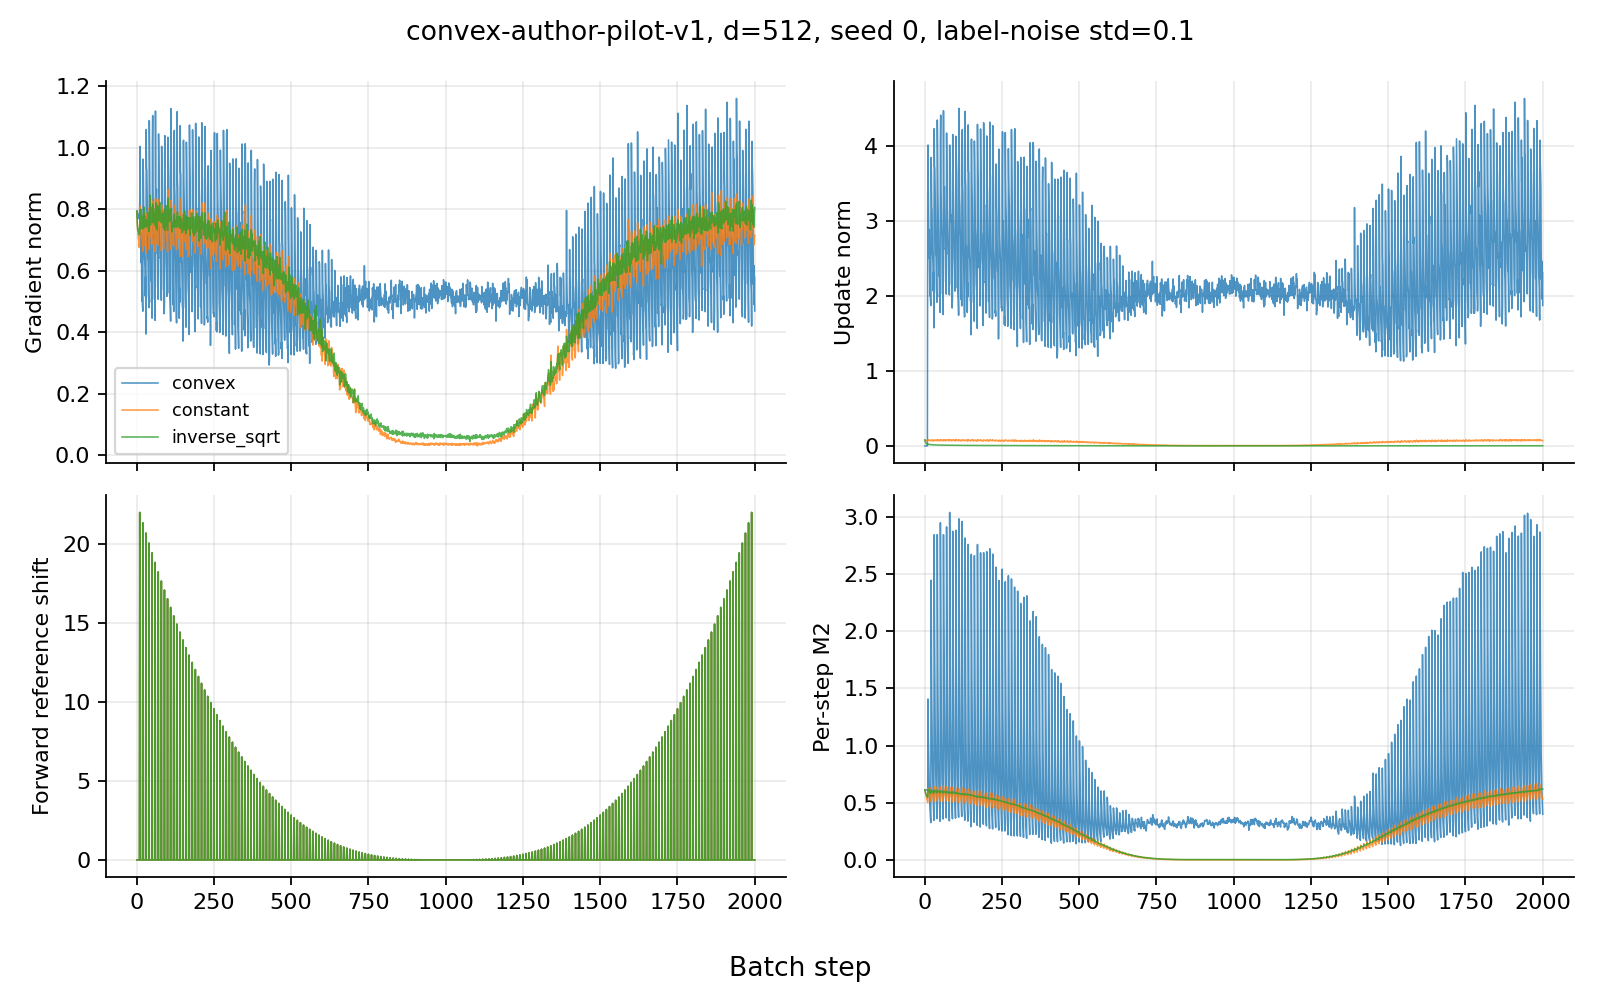 convex-author-pilot-v1, d=512, seed 0, label-noise std=0.1
Gradient norm
1.2
1.0
0.8
0.6
0.4
0.2
0.0
convex
constant
inverse_sqrt
Update norm
4
3
2
1
0
Forward reference shift
20
15
10
5
0
0 250 500 750 1000 1250 1500 1750 2000
Per-step M2
3.0
2.5
2.0
1.5
1.0
0.5
0.0
0 250 500 750 1000 1250 1500 1750 2000
Batch step